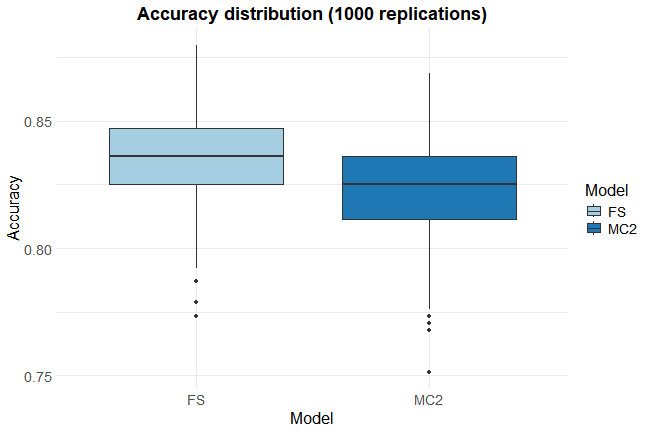 Accuracy distribution (1000 replications)
Accuracy
0.85
0.80
0.75
FS
MC2
Model
Model
FS
MC2